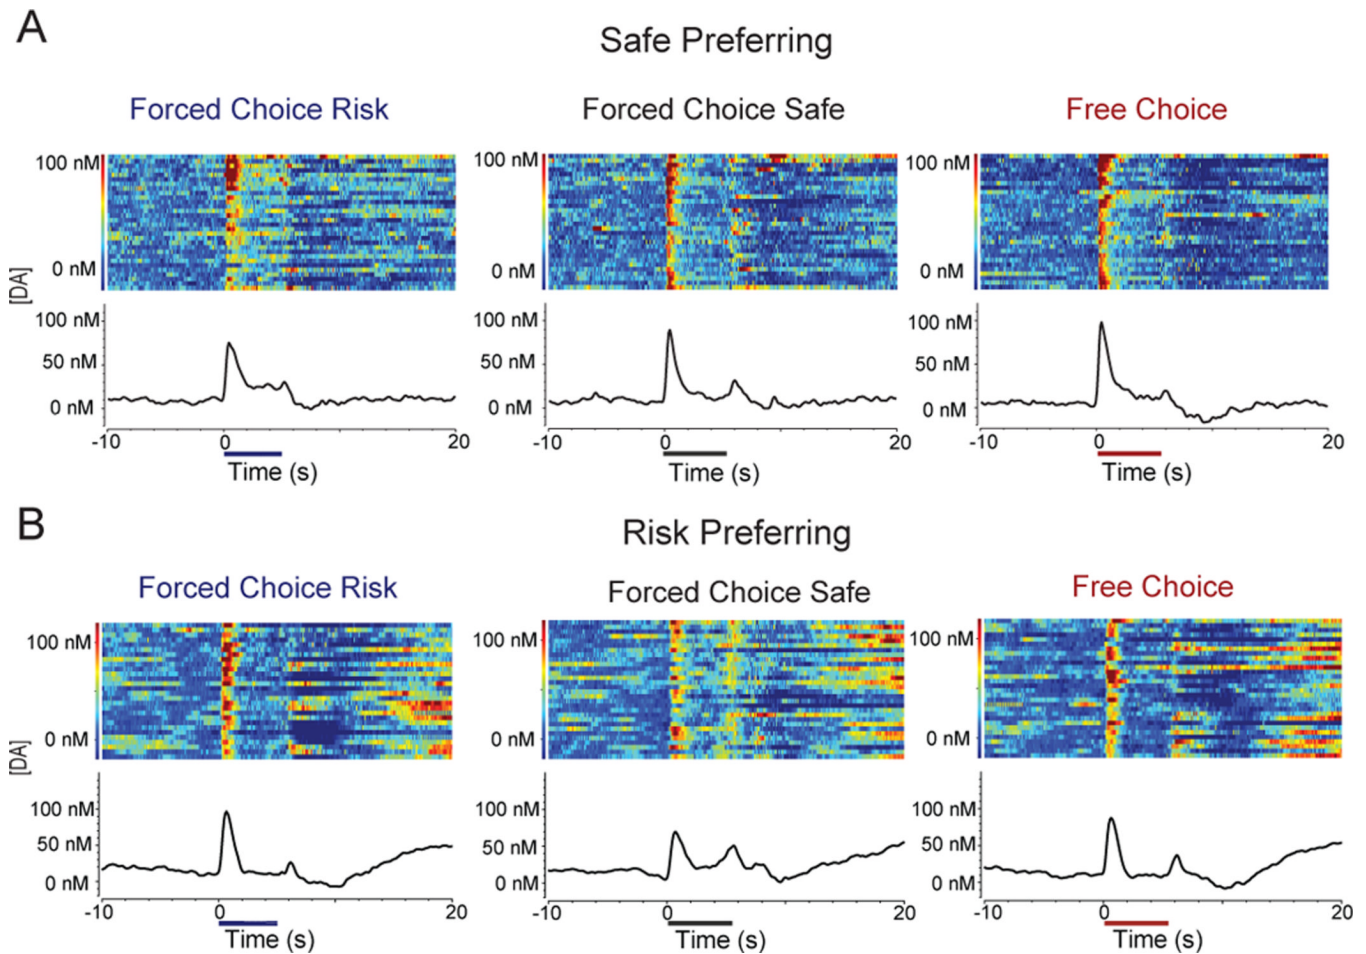 A
Safe Preferring
Forced Choice Risk
Forced Choice Safe
Free Choice
100 nM
0 nM
100 nM
0 nM
100 nM
0 nM
[DA]
100 nM
50 nM
0 nM
100 nM
50 nM
0 nM
100 nM
50 nM
0 nM
-10 0 20
-10 0 20
-10 0 20
Time (s)
Time (s)
Time (s)
B
Risk Preferring
Forced Choice Risk
Forced Choice Safe
Free Choice
100 nM
0 nM
100 nM
0 nM
100 nM
0 nM
[DA]
100 nM
50 nM
0 nM
100 nM
50 nM
0 nM
100 nM
50 nM
0 nM
-10 0 20
-10 0 20
-10 0 20
Time (s)
Time (s)
Time (s)